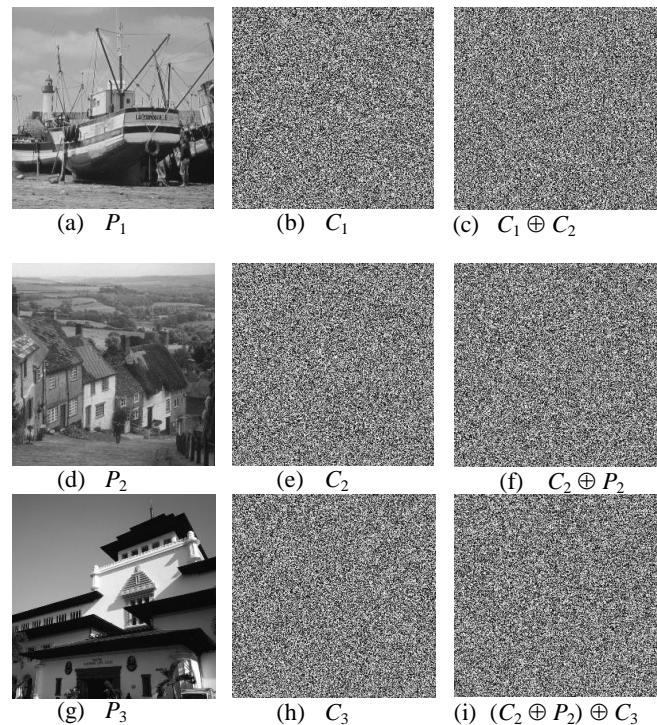 (a) P₁ (b) C₁ (c) C₁ ⊕ C₂
(d) P₂ (e) C₂ (f) C₂ ⊕ P₂
(g) P₃ (h) C₃ (i) (C₂ ⊕ P₂) ⊕ C₃